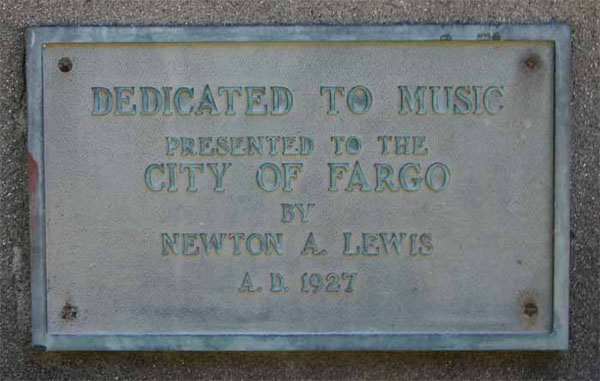 DEDICATED TO MUSIC
PRESENTED TO THE
CITY OF FARGO
BY
NEWTON A. LEWIS
A. D. 1927